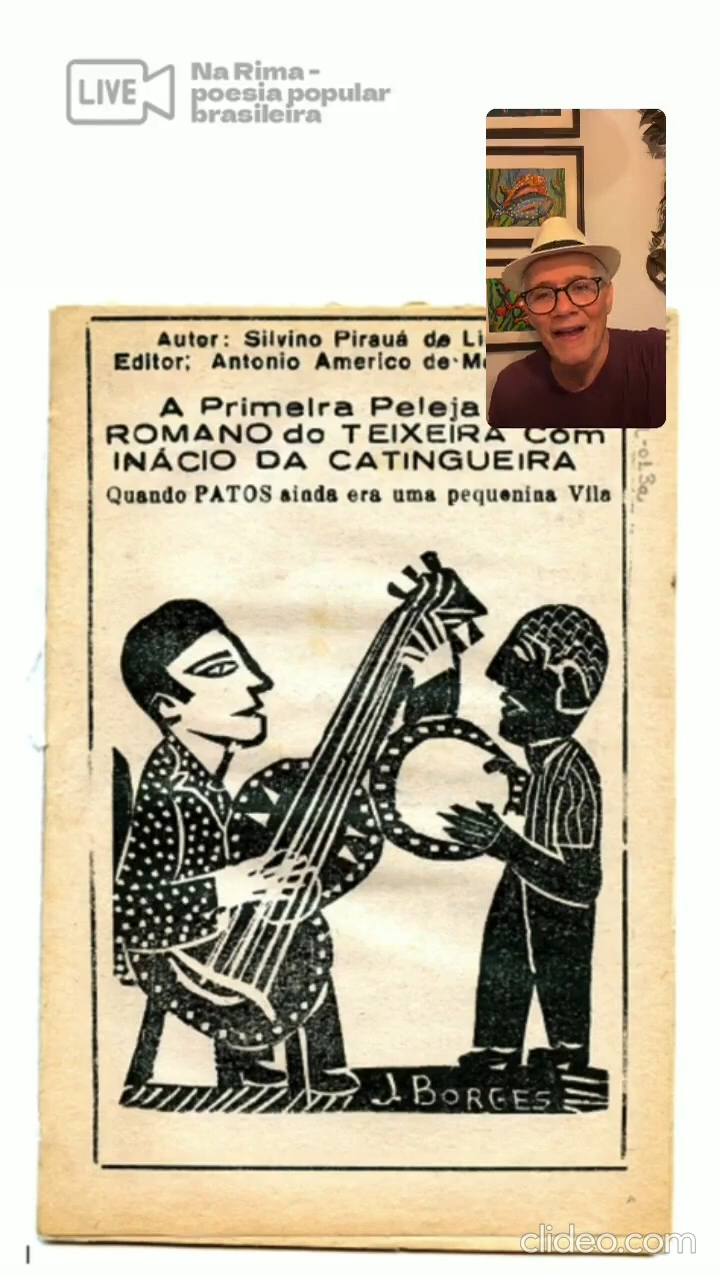 LIVE
Na Rima -
poesia popular
brasileira
Autor: Silvino Pirauá de Li
Editor; Antonio Americo de M
A Primeira Peleja
ROMANO do TEIXEIRA Com
INÁCIO DA CATINGUEIRA
Quando PATOS ainda era uma pequenina Vila
J. BORGES
clideo.com